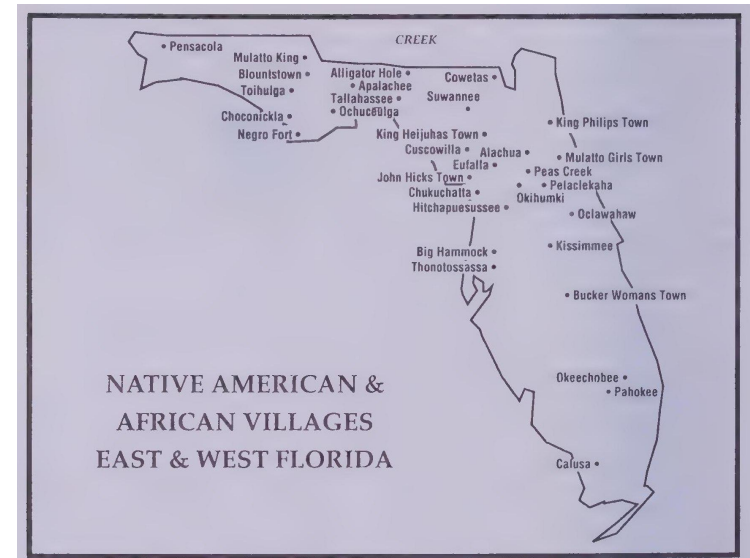 CREEK
Pensacola
Mulatto King
Blountstown
Toihulga
Choconickla
Negro Fort
Alligator Hole
Apalachee
Tallahassee
Ochuceulga
Cowetas
Suwannee
King Heijuhas Town
Cuscowilla
Alachua
Eufalla
John Hicks Town
Chukuchatta
Hitchapuesussee
King Philips Town
Mulatto Girls Town
Peas Creek
Pelaclekaha
Okihumki
Oclawahaw
Big Hammock
Thonotossassa
Kissimmee
Bucker Womans Town
Okeechobee
Pahokee
Calusa
NATIVE AMERICAN &
AFRICAN VILLAGES
EAST & WEST FLORIDA